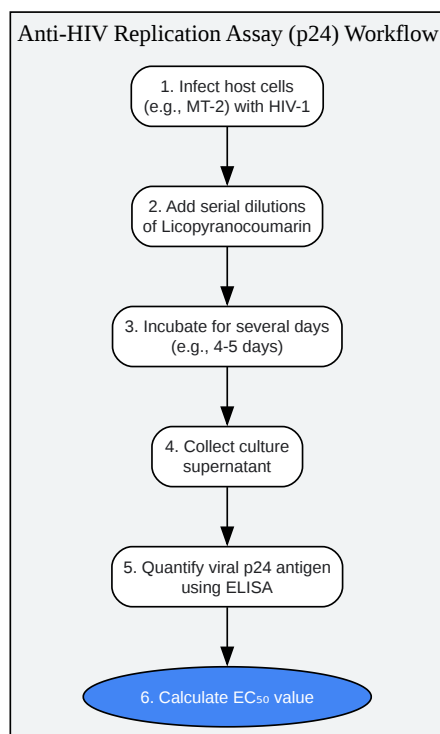 Anti-HIV Replication Assay (p24) Workflow
1. Infect host cells
(e.g., MT-2) with HIV-1
2. Add serial dilutions
of Licopyranocoumarin
3. Incubate for several days
(e.g., 4-5 days)
4. Collect culture
supernatant
5. Quantify viral p24 antigen
using ELISA
6. Calculate EC₅₀ value